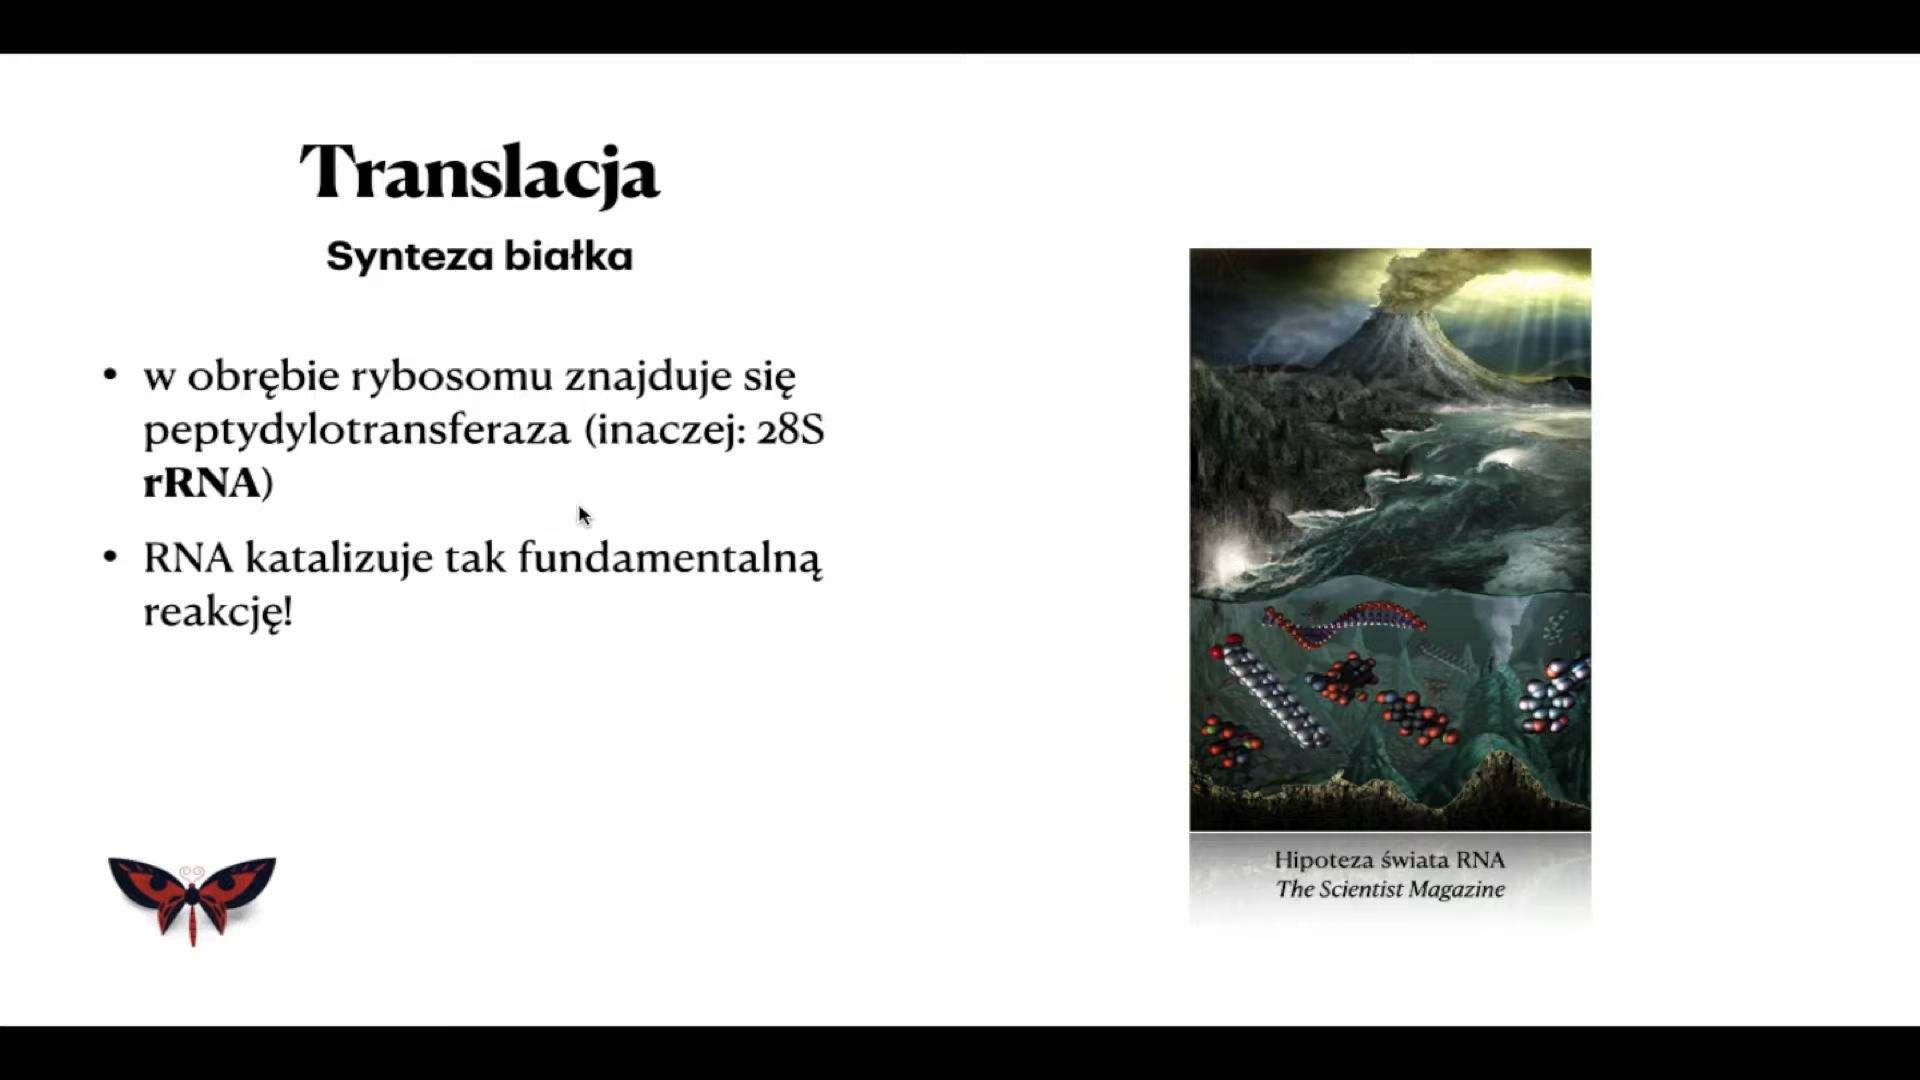 Translacja
Synteza białka
• w obrębie rybosomu znajduje się
peptydylotransferaza (inaczej: 28S
rRNA)
• RNA katalizuje tak fundamentalną
reakcję!
Hipoteza świata RNA
The Scientist Magazine